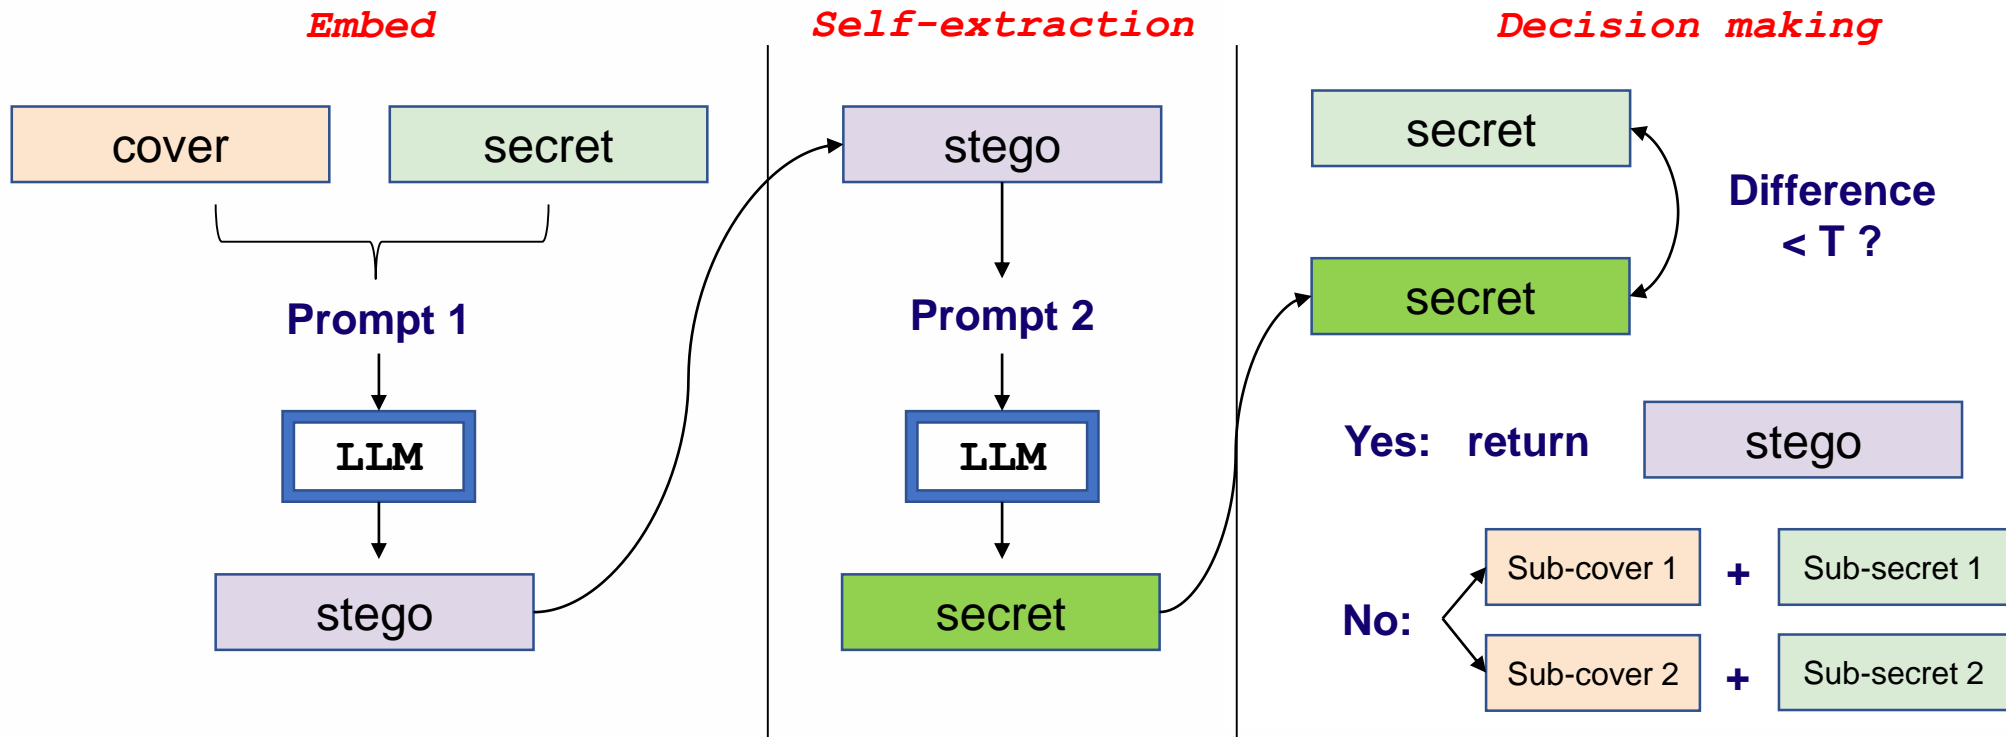 Embed
cover
secret
Prompt 1
LLM
stego
Self-extraction
stego
Prompt 2
LLM
secret
Decision making
secret
Difference
< T ?
secret
Yes: return stego
No:
Sub-cover 1 + Sub-secret 1
Sub-cover 2 + Sub-secret 2